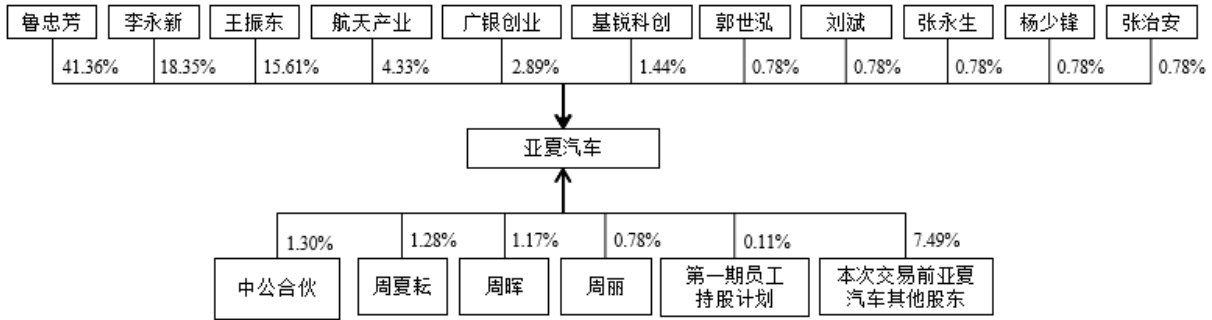 鲁忠芳 李永新 王振东 航天产业 广银创业 基锐科创 郭世泓 刘斌 张永生 杨少锋 张治安
41.36% 18.35% 15.61% 4.33% 2.89% 1.44% 0.78% 0.78% 0.78% 0.78% 0.78%
亚夏汽车
1.30% 1.28% 1.17% 0.78% 0.11% 7.49%
中公合伙 周夏耘 周晖 周丽 第一期员工 本次交易前亚夏
持股计划 汽车其他股东